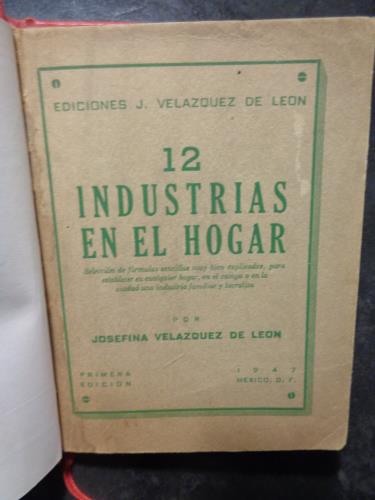 EDICIONES J. VELAZQUEZ DE LEON
12
INDUSTRIAS
EN EL HOGAR
Selección de fórmulas sencillas muy bien explicadas, para
establecer en cualquier hogar, en el campo o en la
ciudad una industria familiar y lucrativa
POR
JOSEFINA VELAZQUEZ DE LEON
PRIMERA
EDICIÓN
1947
MEXICO, D. F.